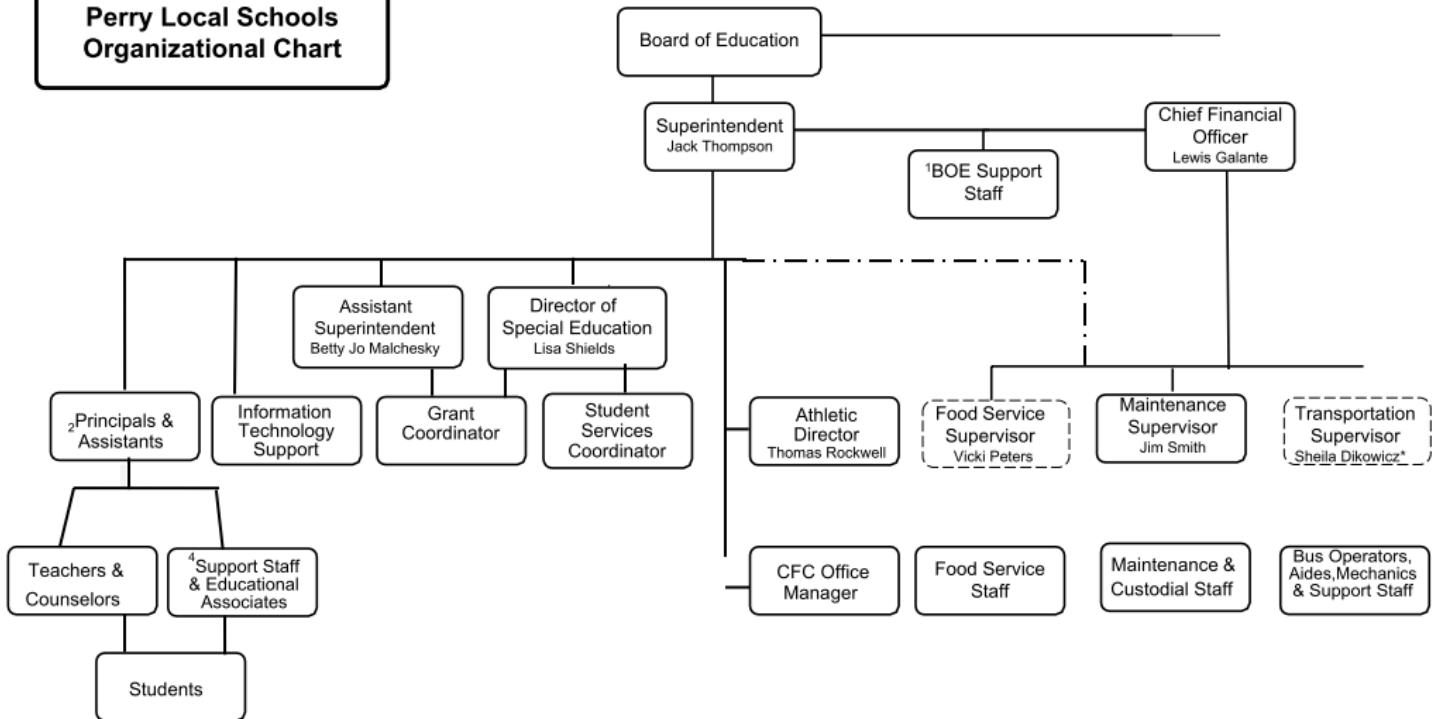 Perry Local Schools
Organizational Chart
Board of Education
Superintendent
Jack Thompson
Chief Financial
Officer
Lewis Galante
¹BOE Support
Staff
Assistant
Superintendent
Betty Jo Malchesky
Director of
Special Education
Lisa Shields
₂Principals &
Assistants
Information
Technology
Support
Grant
Coordinator
Student
Services
Coordinator
Athletic
Director
Thomas Rockwell
Food Service
Supervisor
Vicki Peters
Maintenance
Supervisor
Jim Smith
Transportation
Supervisor
Sheila Dikowicz*
Teachers &
Counselors
⁴Support Staff
& Educational
Associates
CFC Office
Manager
Food Service
Staff
Maintenance &
Custodial Staff
Bus Operators,
Aides,Mechanics
& Support Staff
Students